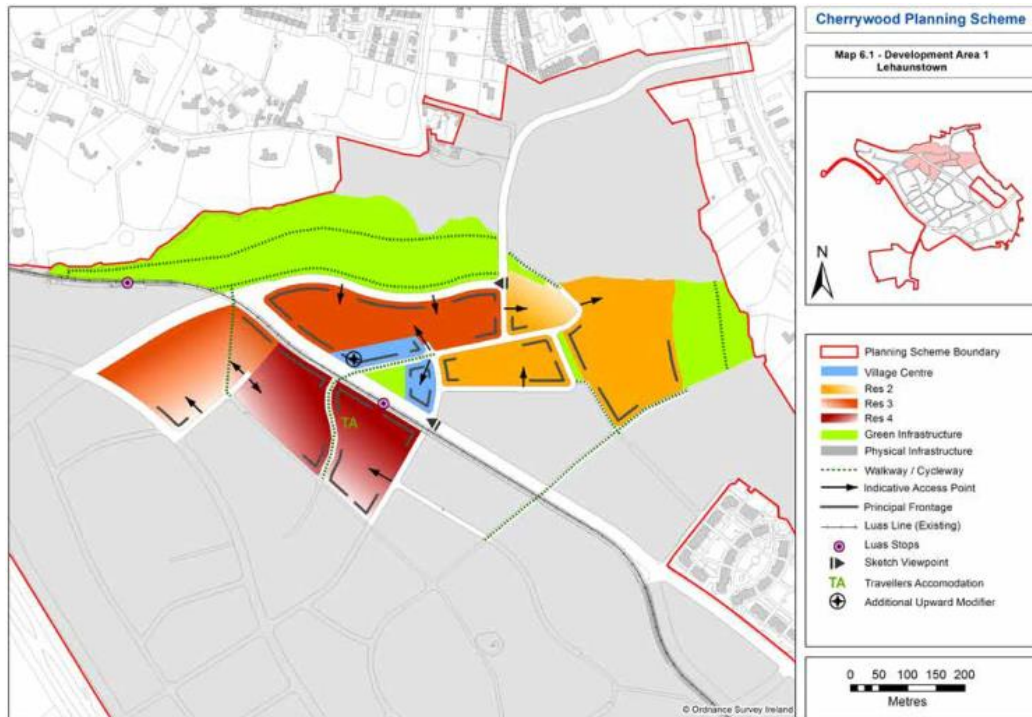 Cherrywood Planning Scheme
Map 6.1 - Development Area 1
Lehaunstown
N
TA
Planning Scheme Boundary
Village Centre
Res 2
Res 3
Res 4
Green Infrastructure
Physical Infrastructure
Walkway / Cycleway
Indicative Access Point
Principal Frontage
Luas Line (Existing)
Luas Stops
Sketch Viewpoint
TA Travellers Accomodation
Additional Upward Modifier
0 50 100 150 200
Metres
© Ordnance Survey Ireland